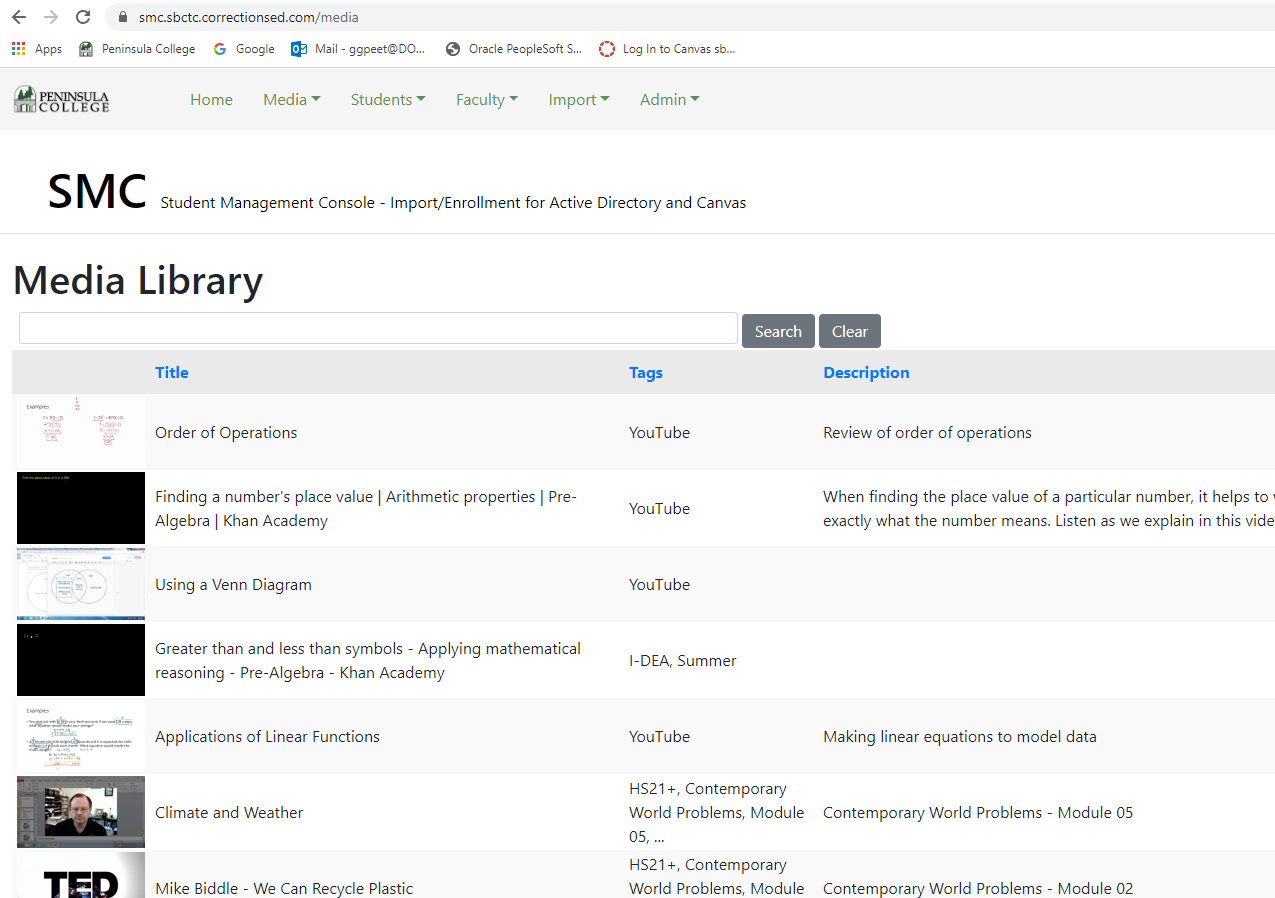 smc.sbctc.correctionsed.com/media
Apps Peninsula College Google Mail - ggpeet@DO... Oracle PeopleSoft S... Log In to Canvas sb...
PENINSULA
COLLEGE
Home Media Students Faculty Import Admin
SMC Student Management Console - Import/Enrollment for Active Directory and Canvas
Media Library
Search Clear
Title Tags Description
Examples
Order of Operations YouTube Review of order of operations
Finding a number's place value | Arithmetic properties | Pre-
Algebra | Khan Academy
YouTube
When finding the place value of a particular number, it helps to
exactly what the number means. Listen as we explain in this vide
Using a Venn Diagram YouTube
Greater than and less than symbols - Applying mathematical
reasoning - Pre-Algebra - Khan Academy
I-DEA, Summer
Examples
Applications of Linear Functions YouTube Making linear equations to model data
Climate and Weather
HS21+, Contemporary
World Problems, Module
05, ...
Contemporary World Problems - Module 05
TED
Mike Biddle - We Can Recycle Plastic
HS21+, Contemporary
World Problems, Module
Contemporary World Problems - Module 02